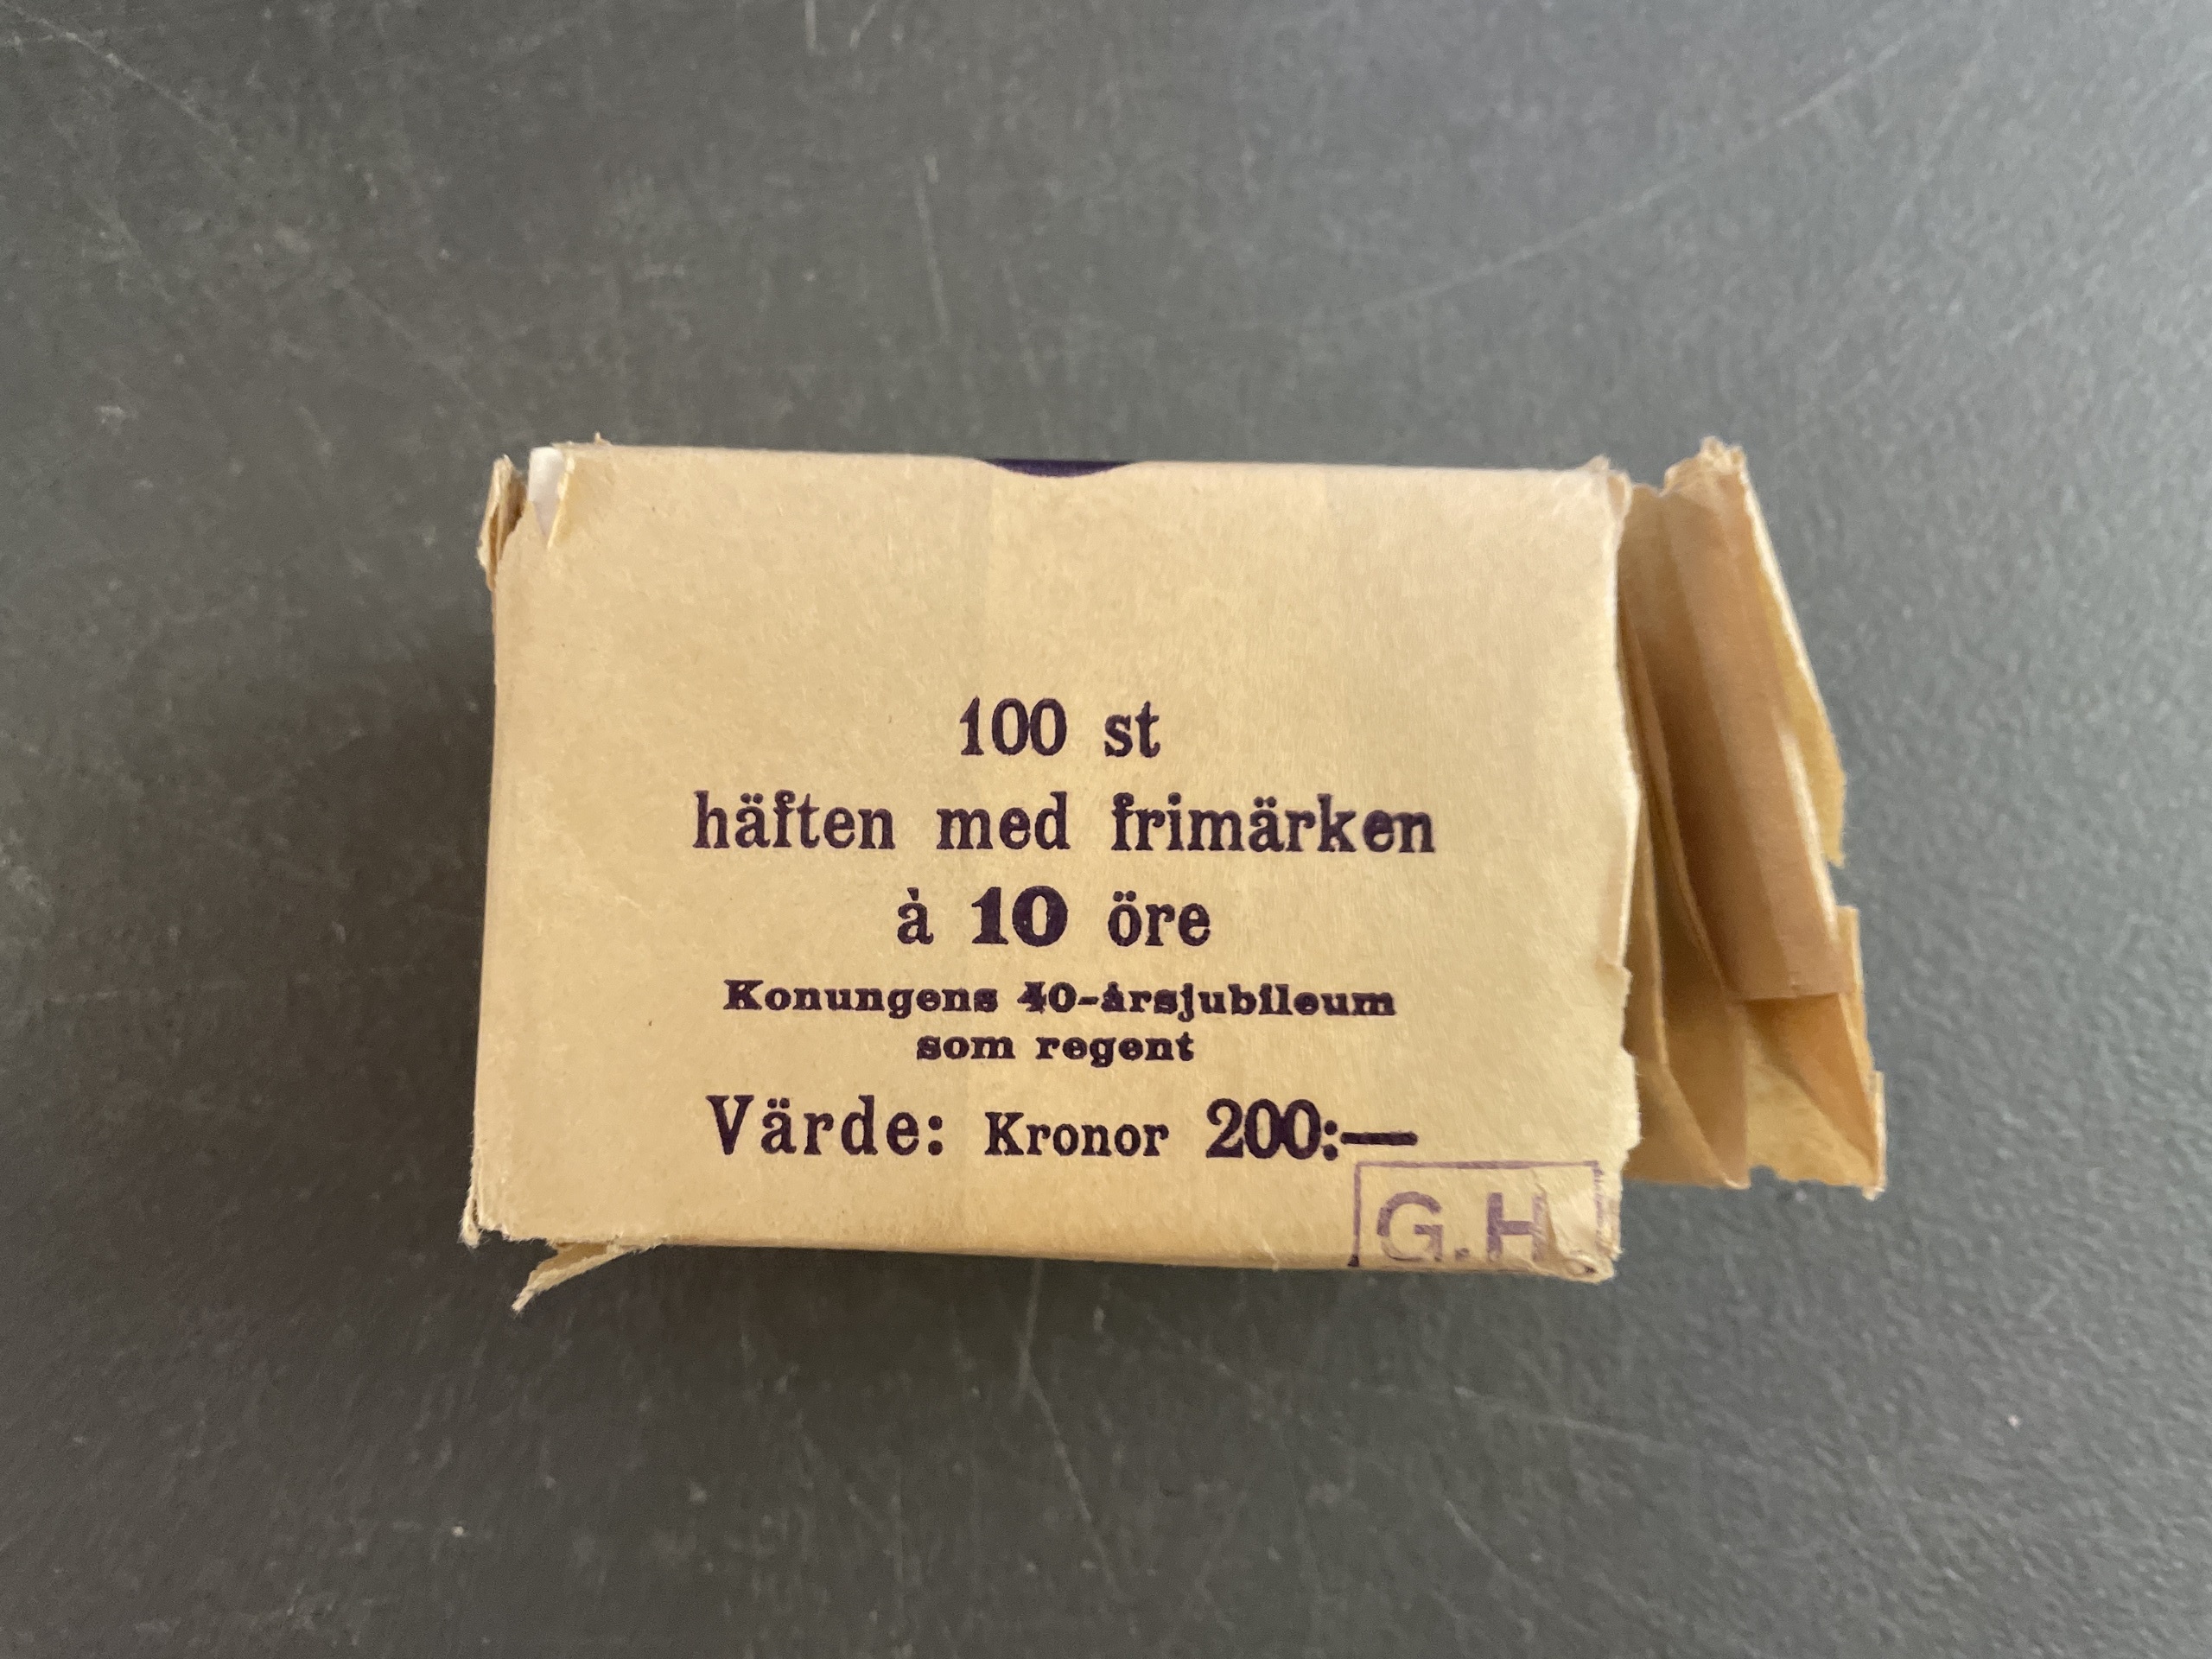 100 st
häften med frimärken
à 10 öre
Konungens 40-årsjubileum
som regent
Värde: Kronor 200:—
G.H